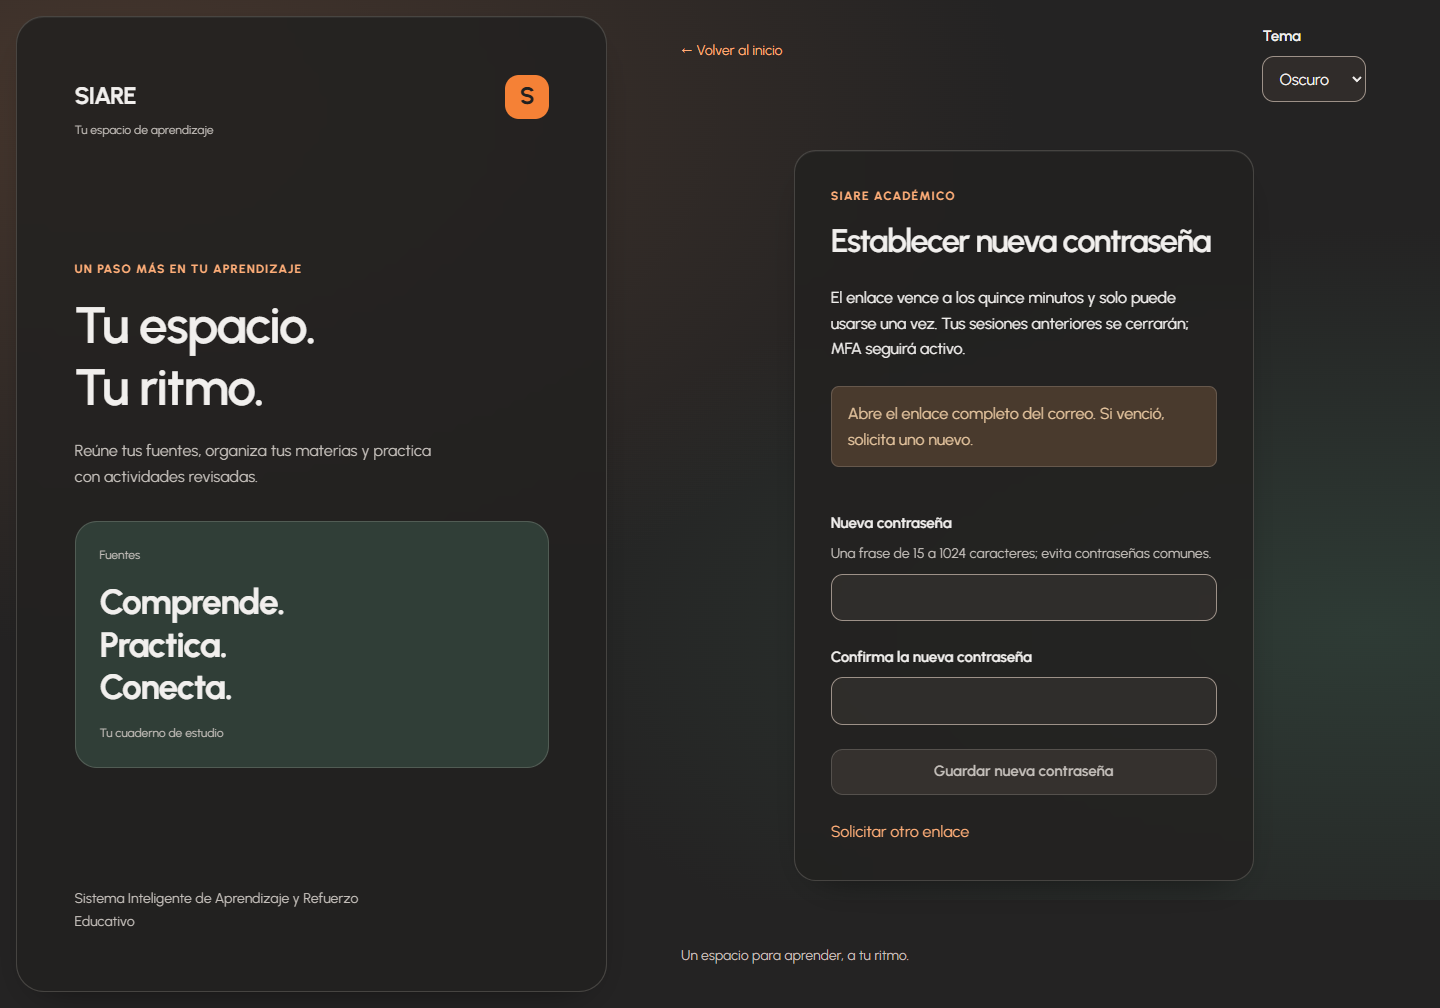 SIARE
S
Tu espacio de aprendizaje
UN PASO MÁS EN TU APRENDIZAJE
Tu espacio.
Tu ritmo.
Reúne tus fuentes, organiza tus materias y practica
con actividades revisadas.
Fuentes
Comprende.
Practica.
Conecta.
Tu cuaderno de estudio
Sistema Inteligente de Aprendizaje y Refuerzo
Educativo
← Volver al inicio
Tema
Oscuro
SIARE ACADÉMICO
Establecer nueva contraseña
El enlace vence a los quince minutos y solo puede
usarse una vez. Tus sesiones anteriores se cerrarán;
MFA seguirá activo.
Abre el enlace completo del correo. Si venció,
solicita uno nuevo.
Nueva contraseña
Una frase de 15 a 1024 caracteres; evita contraseñas comunes.
Confirma la nueva contraseña
Guardar nueva contraseña
Solicitar otro enlace
Un espacio para aprender, a tu ritmo.